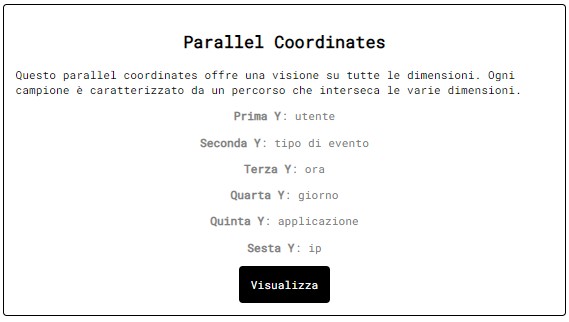 Parallel Coordinates
Questo parallel coordinates offre una visione su tutte le dimensioni. Ogni
campione è caratterizzato da un percorso che interseca le varie dimensioni.
Prima Y: utente
Seconda Y: tipo di evento
Terza Y: ora
Quarta Y: giorno
Quinta Y: applicazione
Sesta Y: ip
Visualizza